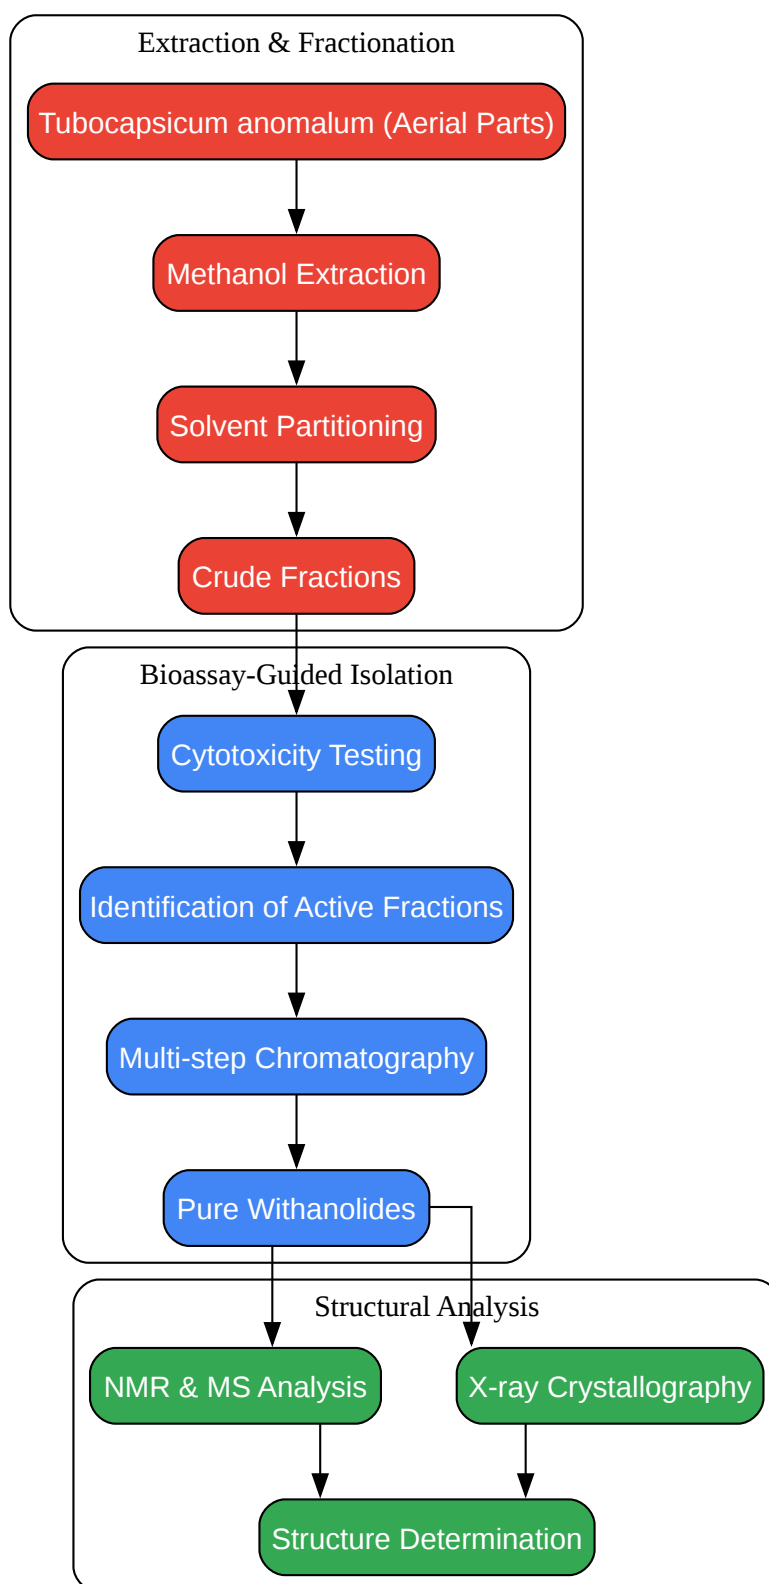 Extraction & Fractionation
Tubocapsicum anomalum (Aerial Parts)
Methanol Extraction
Solvent Partitioning
Crude Fractions
Bioassay-Guided Isolation
Cytotoxicity Testing
Identification of Active Fractions
Multi-step Chromatography
Pure Withanolides
Structural Analysis
NMR & MS Analysis
X-ray Crystallography
Structure Determination